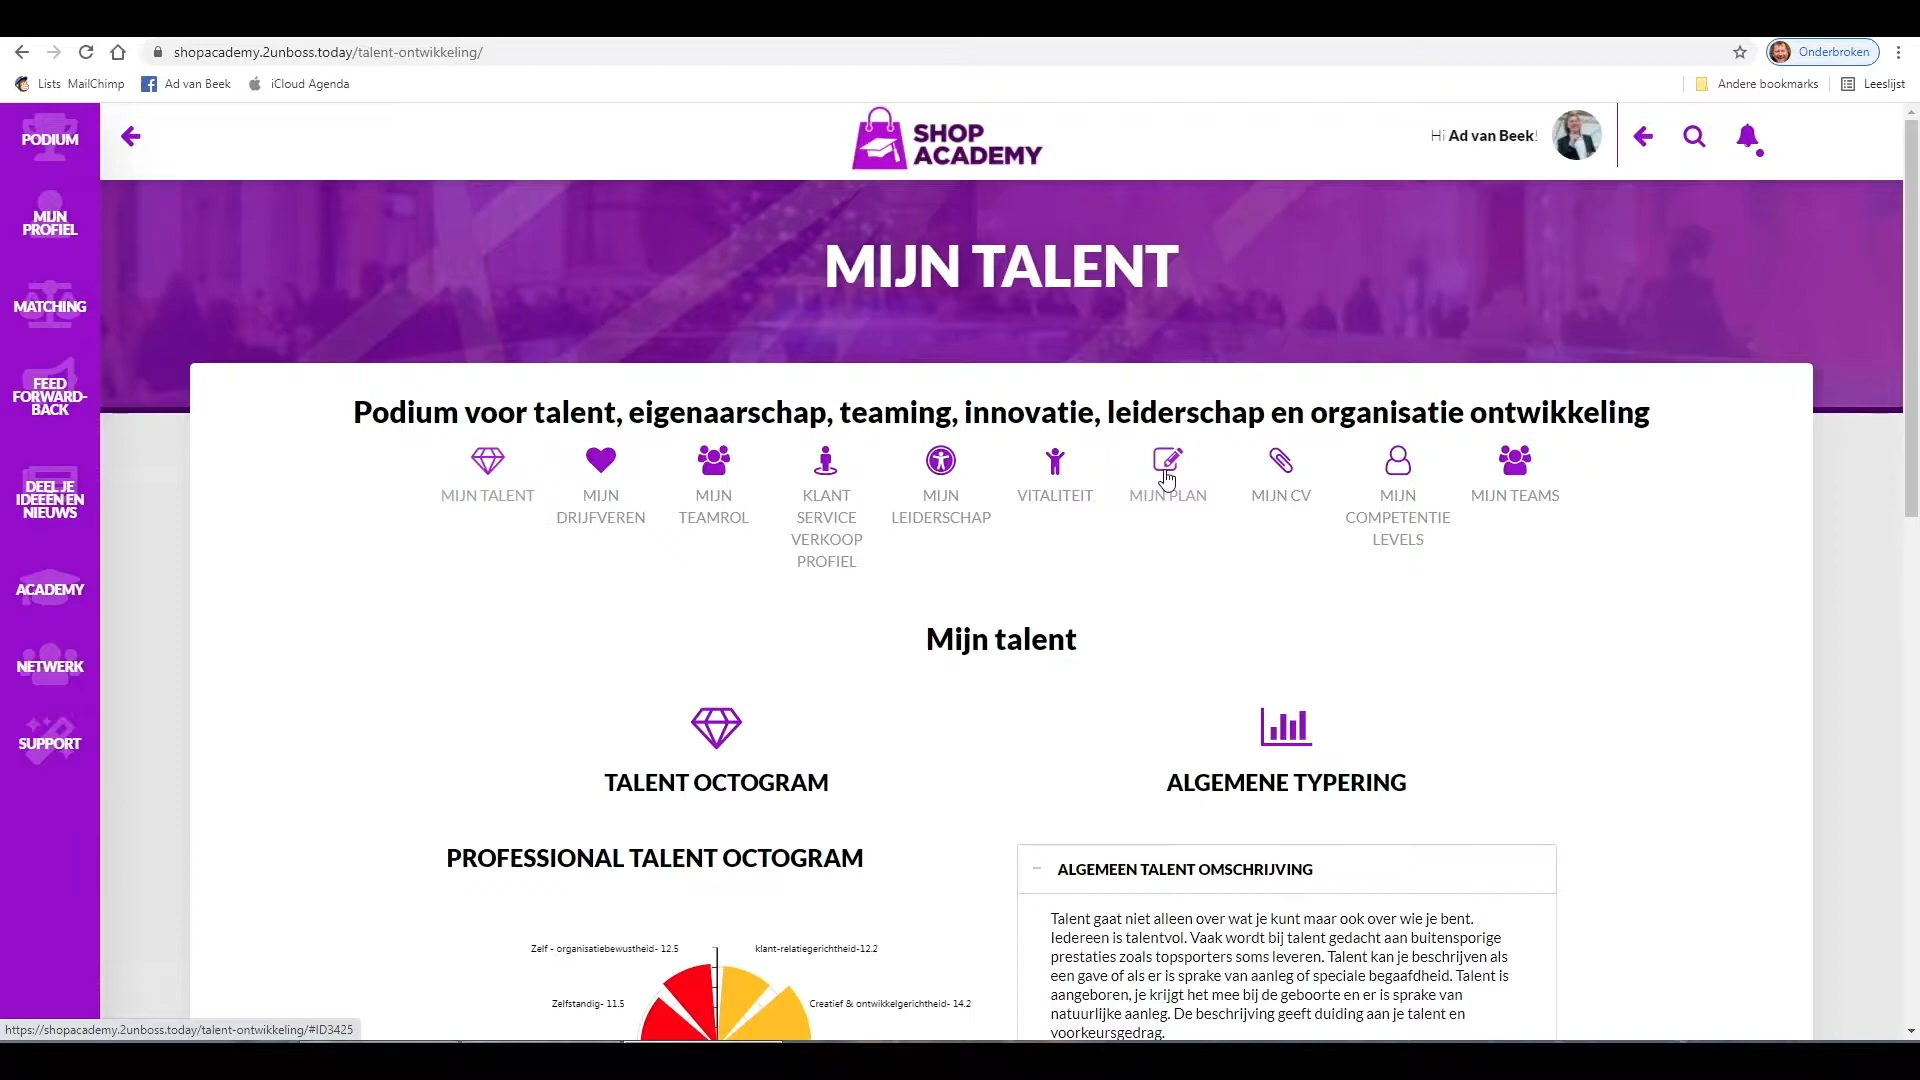 shopacademy.2unboss.today/talent-ontwikkeling/
Onderbroken
Lists MailChimp
Ad van Beek
iCloud Agenda
Andere bookmarks
Leeslijst
PODIUM
SHOP
ACADEMY
Hi Ad van Beek!
MIJN
PROFIEL
MIJN TALENT
MATCHING
FEED
FORWARD-
BACK
Podium voor talent, eigenaarschap, teaming, innovatie, leiderschap en organisatie ontwikkeling
MIJN TALENT
MIJN
DRIJFVEREN
MIJN
TEAMROL
KLANT
SERVICE
VERKOOP
PROFIEL
MIJN
LEIDERSCHAP
VITALITEIT
MIJN PLAN
MIJN CV
MIJN
COMPETENTIE
LEVELS
MIJN TEAMS
DEEL JE
IDEEËN EN
NIEUWS
ACADEMY
NETWERK
SUPPORT
Mijn talent
TALENT OCTOGRAM
ALGEMENE TYPERING
PROFESSIONAL TALENT OCTOGRAM
Zelf - organisatiebewustheid- 12.5
klant-relatiegerichtheid-12.2
Zelfstandig- 11.5
Creatief & ontwikkelgerichtheid- 14.2
ALGEMEEN TALENT OMSCHRIJVING
Talent gaat niet alleen over wat je kunt maar ook over wie je bent.
Iedereen is talentvol. Vaak wordt bij talent gedacht aan buitensporige
prestaties zoals topsporters soms leveren. Talent kan je beschrijven als
een gave of als er is sprake van aanleg of speciale begaafdheid. Talent is
aangeboren, je krijgt het mee bij de geboorte en er is sprake van
natuurlijke aanleg. De beschrijving geeft duiding aan je talent en
voorkeursgedrag.
https://shopacademy.2unboss.today/talent-ontwikkeling/#ID3425